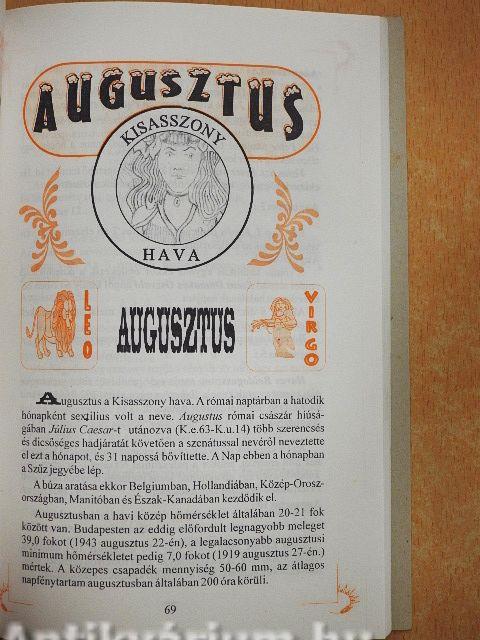 AUGUSZTUS
KISASSZONY
HAVA
LEO
AUGUSZTUS
VIRGO
Augusztus a Kisasszony hava. A római naptárban a hatodik
hónapként sexzilius volt a neve. Augustus római császár hiúsá-
gában Július Caesar-t utánozva (K.e.63-K.u.14) több szerencsés
és dicsőséges hadjáratát követően a szenátussal nevéről neveztette
el ezt a hónapot, és 31 napossá bővíttette. A Nap ebben a hónapban
a Szűz jegyébe lép.
A búza aratása ekkor Belgiumban, Hollandiában, Közép-Orosz-
országban, Manitóban és Észak-Kanadában kezdődik el.
Augusztusban a havi közép hőmérséklet általában 20-21 fok
között van. Budapesten az eddig előfordult legnagyobb meleget
39,0 fokot (1943 augusztus 22-én), a legalacsonyabb augusztusi
minimum hőmérsékletet pedig 7,0 fokot (1919 augusztus 27-én.)
mértek. A közepes csapadék mennyiség 50-60 mm, az átlagos
napfénytartam augusztusban általában 200 óra körüli.
69
Antikvárium.hu